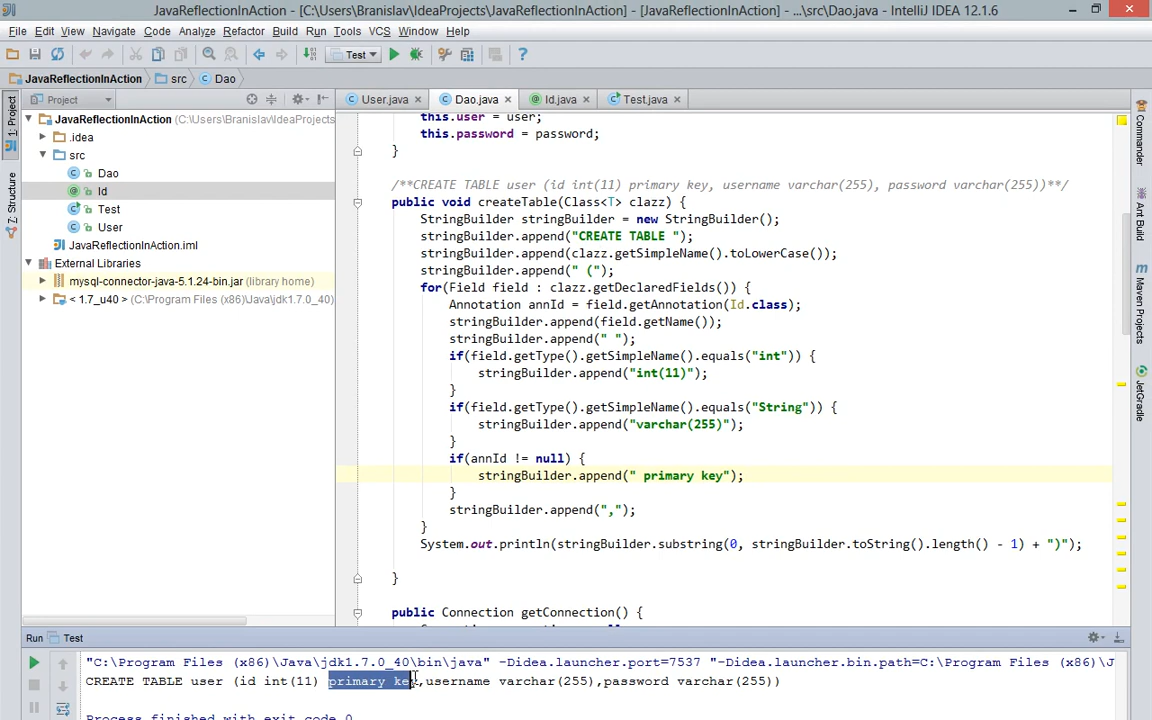 JavaReflectionInAction - [C:\Users\Branislav\IdeaProjects\JavaReflectionInAction] - [JavaReflectionInAction] - ...\src\Dao.java - IntelliJ IDEA 12.1.6
File Edit View Navigate Code Analyze Refactor Build Run Tools VCS Window Help
Test
JavaReflectionInAction src Dao
Project
User.java Dao.java Id.java Test.java
JavaReflectionInAction (C:\Users\Branislav\IdeaProjects
.idea
src
Dao
Id
Test
User
JavaReflectionInAction.iml
External Libraries
mysql-connector-java-5.1.24-bin.jar (library home)
< 1.7_u40 > (C:\Program Files (x86)\Java\jdk1.7.0_40)
1: Project
7: Structure
Commander
Ant Build
Maven Projects
JetGradle
this.user = user;
this.password = password;
}
/**CREATE TABLE user (id int(11) primary key, username varchar(255), password varchar(255))**/
public void createTable(Class<T> clazz) {
StringBuilder stringBuilder = new StringBuilder();
stringBuilder.append("CREATE TABLE ");
stringBuilder.append(clazz.getSimpleName().toLowerCase());
stringBuilder.append(" (");
for(Field field : clazz.getDeclaredFields()) {
Annotation annId = field.getAnnotation(Id.class);
stringBuilder.append(field.getName());
stringBuilder.append(" ");
if(field.getType().getSimpleName().equals("int")) {
stringBuilder.append("int(11)");
}
if(field.getType().getSimpleName().equals("String")) {
stringBuilder.append("varchar(255)");
}
if(annId != null) {
stringBuilder.append(" primary key");
}
stringBuilder.append(",");
}
System.out.println(stringBuilder.substring(0, stringBuilder.toString().length() - 1) + ")");
}
public Connection getConnection() {
Run Test
"C:\Program Files (x86)\Java\jdk1.7.0_40\bin\java" -Didea.launcher.port=7537 "-Didea.launcher.bin.path=C:\Program Files (x86)\J
CREATE TABLE user (id int(11) primary key,username varchar(255),password varchar(255))
Process finished with exit code 0